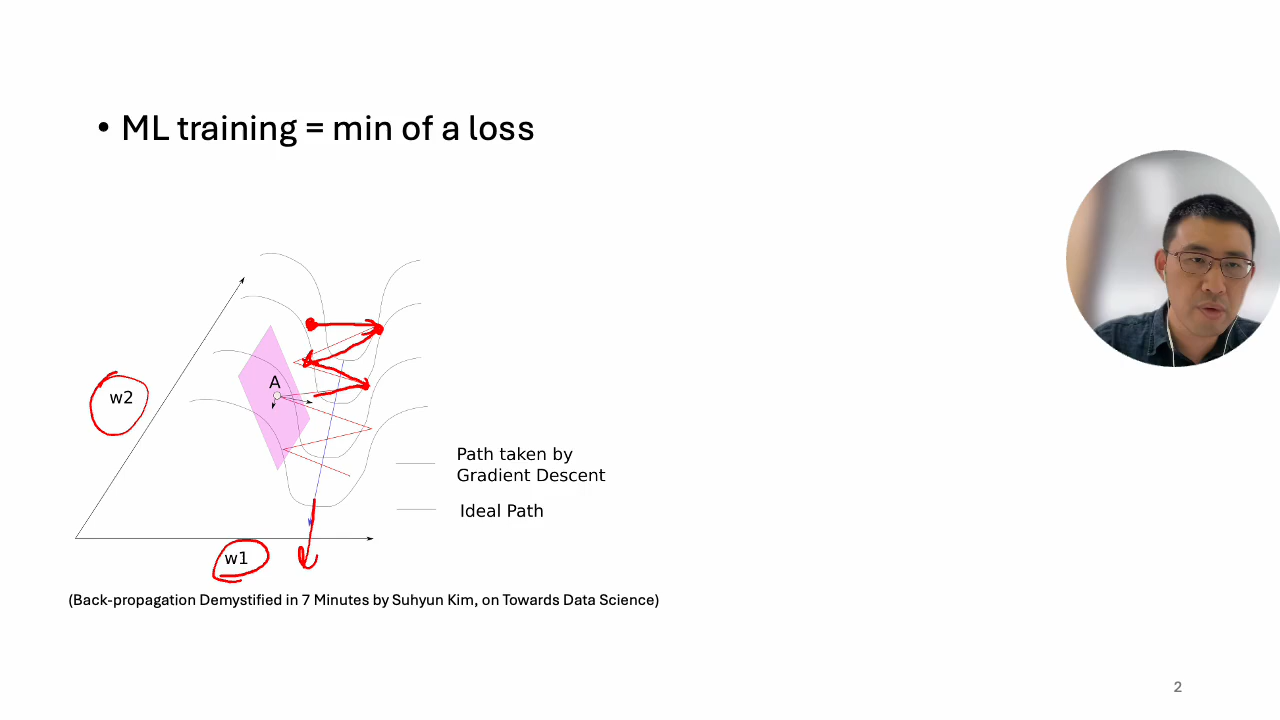 • ML training = min of a loss
A
w2
Path taken by
Gradient Descent
Ideal Path
w1
(Back-propagation Demystified in 7 Minutes by Suhyun Kim, on Towards Data Science)
2